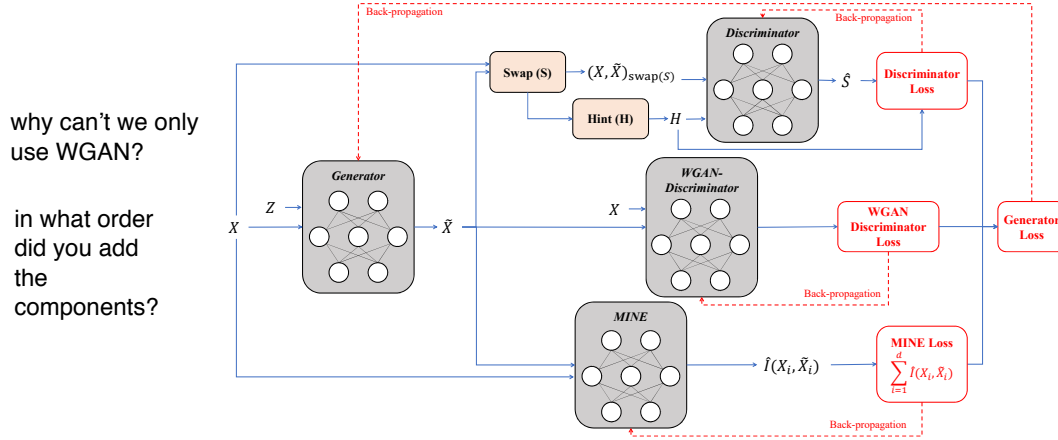 why can't we only
use WGAN?
in what order
did you add
the
components?
Back-propagation
Back-propagation
Discriminator
Swap (S)
(X, X̃)swap(S)
Ŝ
Discriminator
Loss
Hint (H)
H
Generator
WGAN-
Discriminator
Z
X
X
X̃
WGAN
Discriminator
Loss
Generator
Loss
Back-propagation
MINE
Î(Xᵢ, X̃ᵢ)
MINE Loss
d
∑ Î(Xᵢ, X̃ᵢ)
i=1
Back-propagation